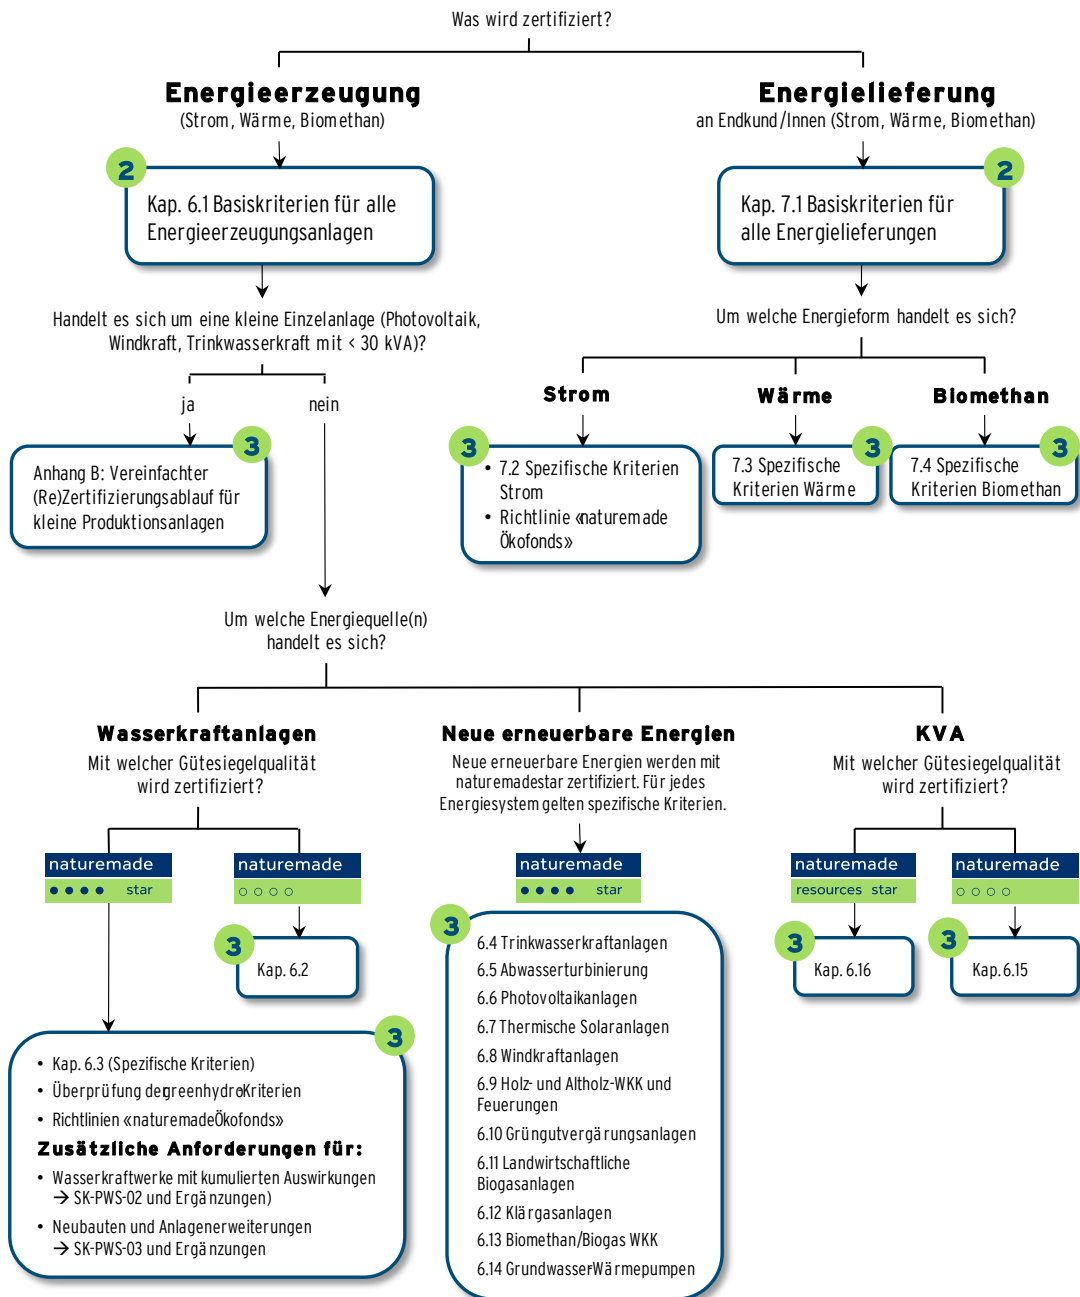 Was wird zertifiziert?
Energieerzeugung
(Strom, Wärme, Biomethan)
2
Kap. 6.1 Basiskriterien für alle
Energieerzeugungsanlagen
Energielieferung
an Endkund/Innen (Strom, Wärme, Biomethan)
2
Kap. 7.1 Basiskriterien für
alle Energielieferungen
Handelt es sich um eine kleine Einzelanlage (Photovoltaik,
Windkraft, Trinkwasserkraft mit < 30 kVA)?
ja
nein
3
Anhang B: Vereinfachter
(Re)Zertifizierungsablauf für
kleine Produktionsanlagen
Um welche Energieform handelt es sich?
Strom
3
• 7.2 Spezifische Kriterien
Strom
• Richtlinie «naturemade
Ökofonds»
Wärme
3
7.3 Spezifische
Kriterien Wärme
Biomethan
3
7.4 Spezifische
Kriterien Biomethan
Um welche Energiequelle(n)
handelt es sich?
Wasserkraftanlagen
Mit welcher Gütesiegelqualität
wird zertifiziert?
naturemade
star
naturemade
3
Kap. 6.2
3
• Kap. 6.3 (Spezifische Kriterien)
• Überprüfung der greenhydro-Kriterien
• Richtlinien «naturemade Ökofonds»
Zusätzliche Anforderungen für:
• Wasserkraftwerke mit kumulierten Auswirkungen
→ SK-PWS-02 und Ergänzungen)
• Neubauten und Anlagenerweiterungen
→ SK-PWS-03 und Ergänzungen
Neue erneuerbare Energien
Neue erneuerbare Energien werden mit
naturemade star zertifiziert. Für jedes
Energiesystem gelten spezifische Kriterien.
naturemade
star
3
6.4 Trinkwasserkraftanlagen
6.5 Abwasserturbinierung
6.6 Photovoltaikanlagen
6.7 Thermische Solaranlagen
6.8 Windkraftanlagen
6.9 Holz- und Altholz-WKK und
Feuerungen
6.10 Grüngutvergärungsanlagen
6.11 Landwirtschaftliche
Biogasanlagen
6.12 Klärgasanlagen
6.13 Biomethan/Biogas WKK
6.14 Grundwasser-Wärmepumpen
KVA
Mit welcher Gütesiegelqualität
wird zertifiziert?
naturemade
resources star
3
Kap. 6.16
naturemade
3
Kap. 6.15